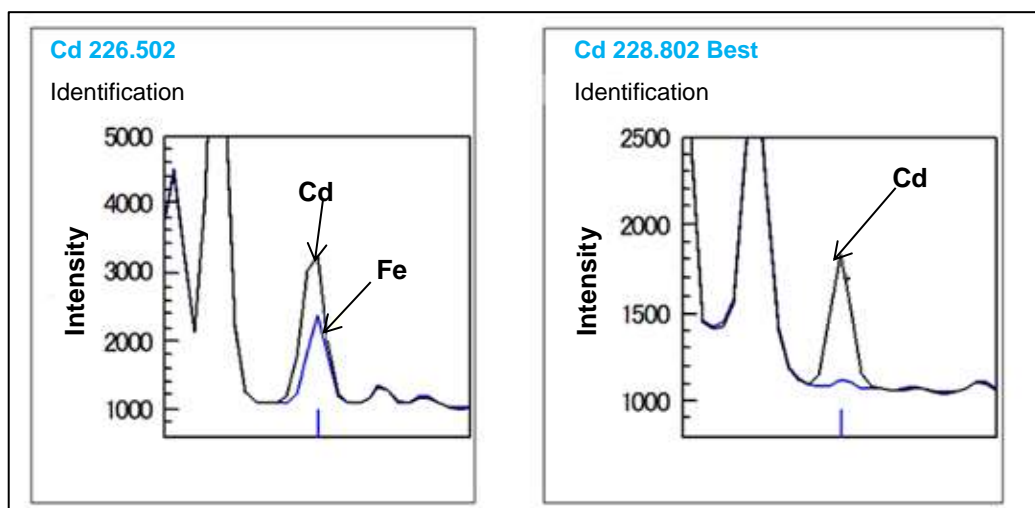 Cd 226.502
Identification
5000
4000
3000
2000
1000
Intensity
Cd
Fe
Cd 228.802 Best
Identification
2500
2000
1500
1000
Intensity
Cd